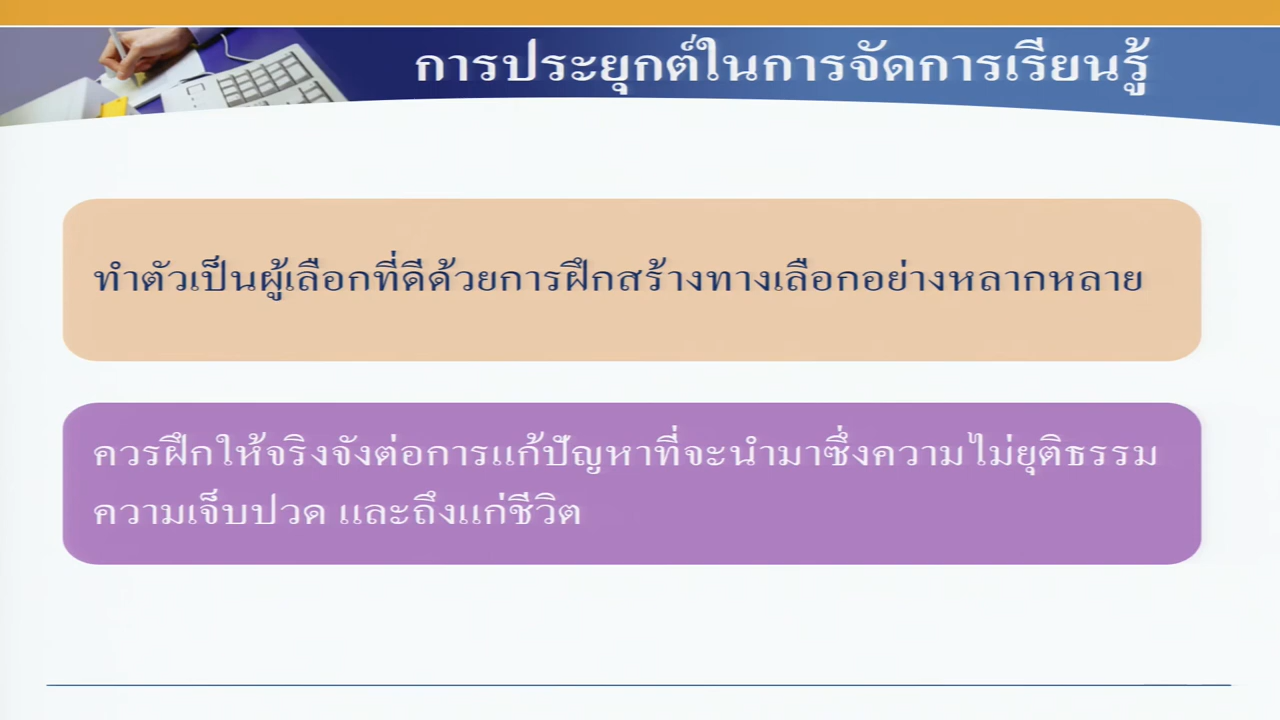 การประยุกต์ในการจัดการเรียนรู้
ทำตัวเป็นผู้เลือกที่ดีด้วยการฝึกสร้างทางเลือกอย่างหลากหลาย
ควรฝึกให้จริงจังต่อการแก้ปัญหาที่จะนำมาซึ่งความไม่ยุติธรรม
ความเจ็บปวด และถึงแก่ชีวิต